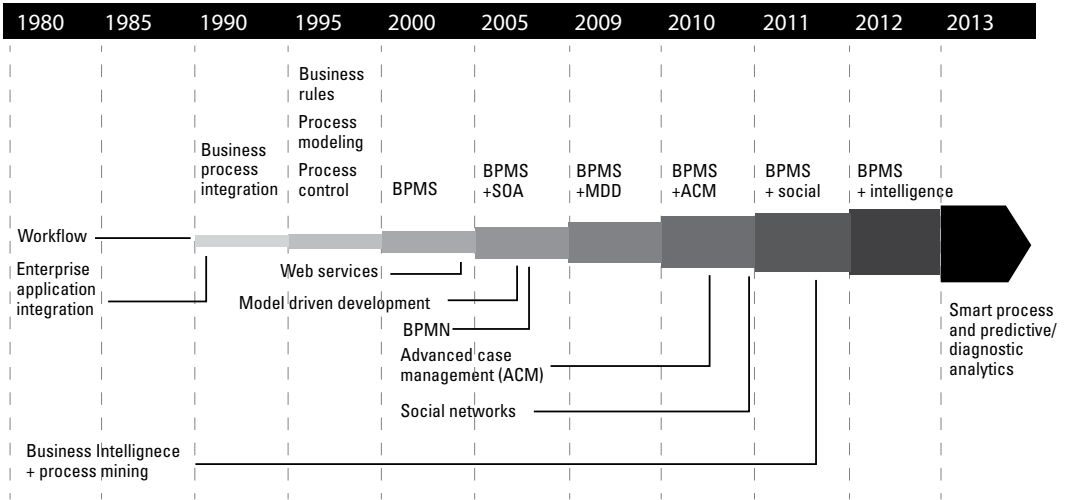 1980 1985 1990 1995 2000 2005 2009 2010 2011 2012 2013
Business
rules
Process
modeling
Process
control
Business
process
integration
BPMS
BPMS
+SOA
BPMS
+MDD
BPMS
+ACM
BPMS
+ social
BPMS
+ intelligence
Workflow
Enterprise
application
integration
Web services
Model driven development
BPMN
Advanced case
management (ACM)
Social networks
Business Intellignece
+ process mining
Smart process
and predictive/
diagnostic
analytics